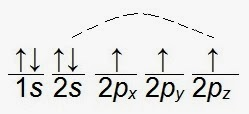 ↑↓ ↑↓ ↑ ↑ ↑
1s 2s 2pₓ 2pᵧ 2p_z